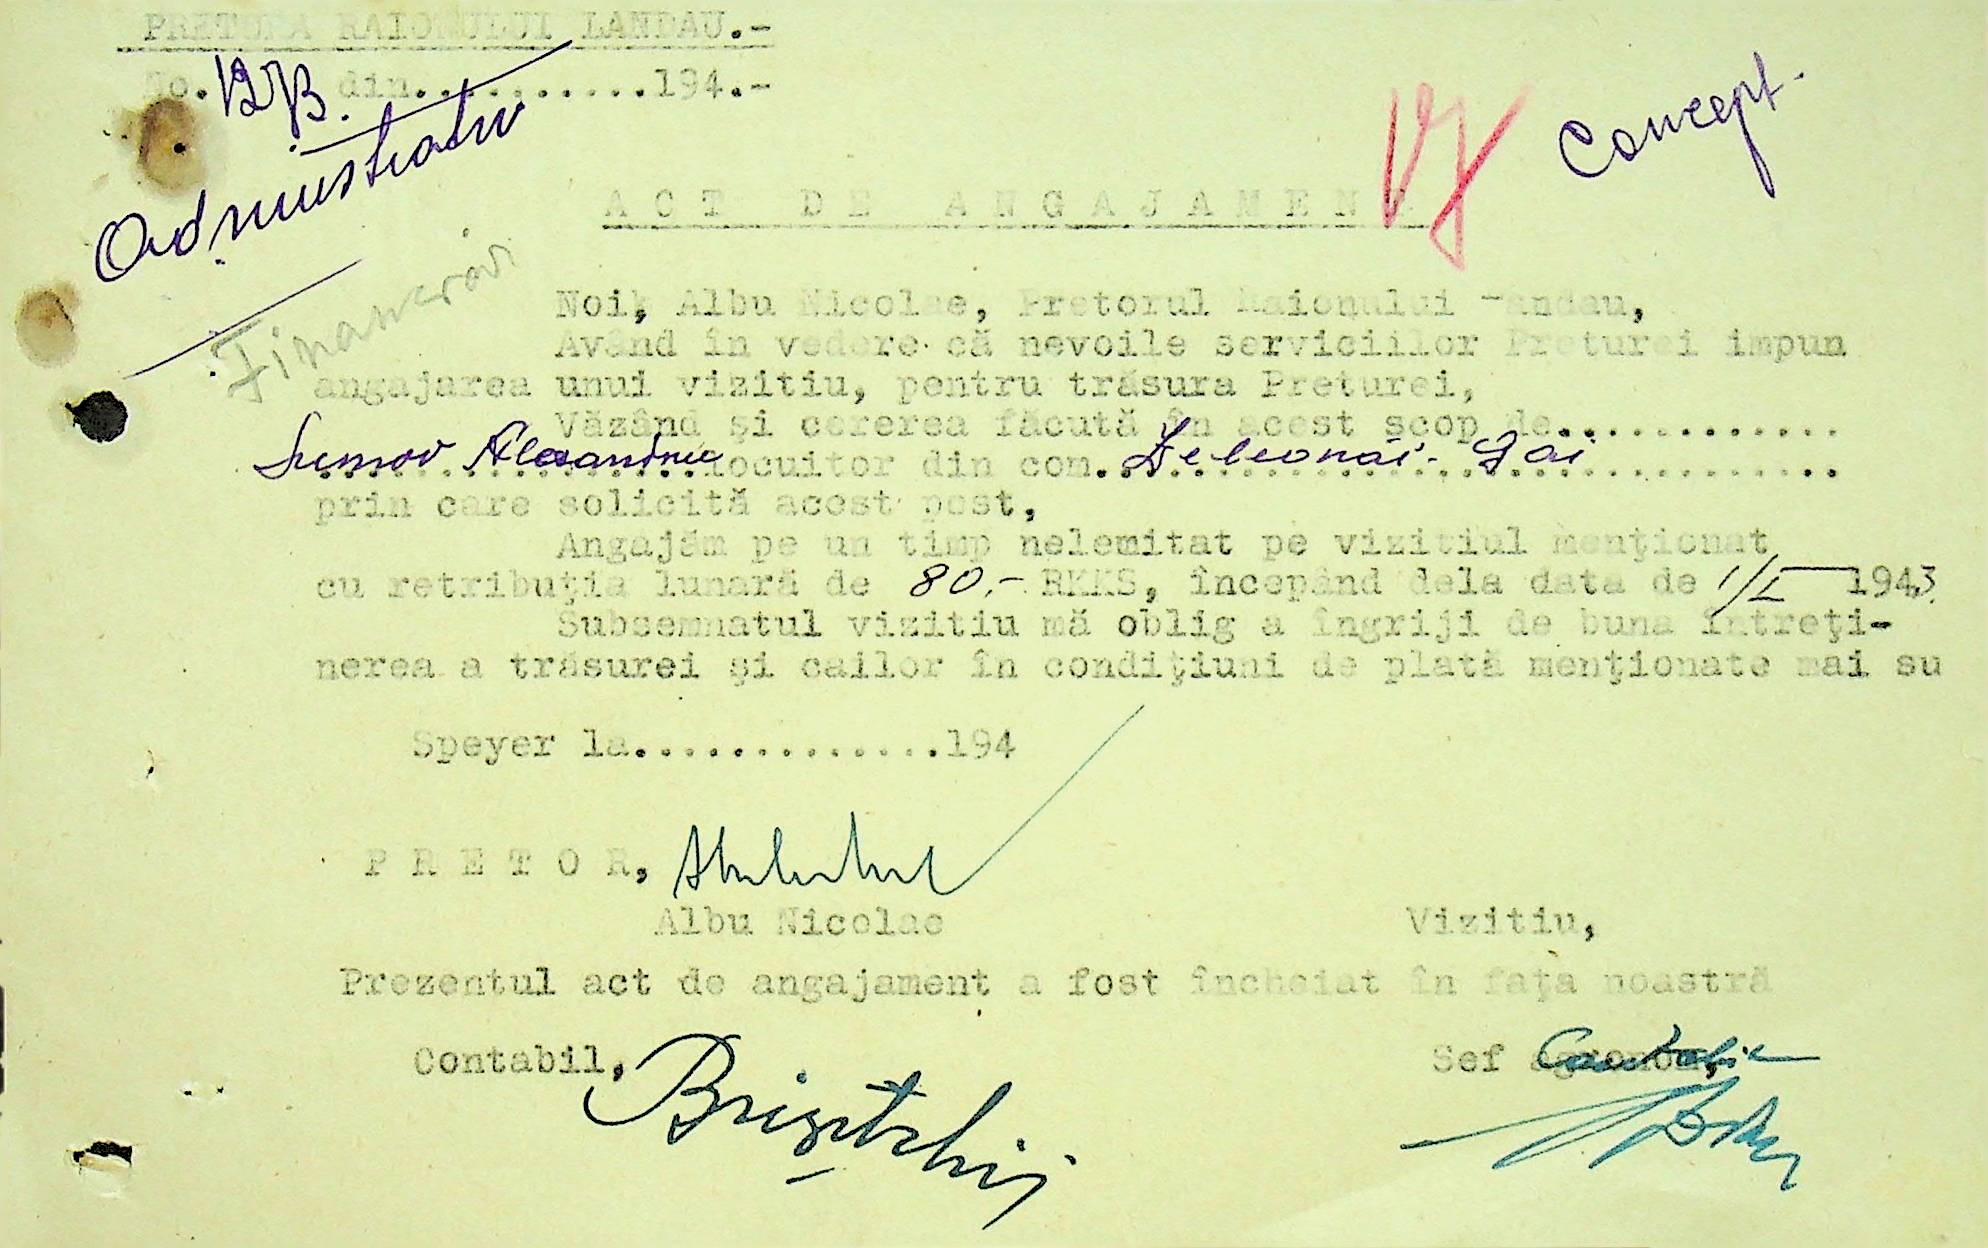 PRETURA RAIONULUI LANDAU.-
No. din...........194.-
Administrativ
Financiar
Concept.
ACT DE ANGAJAMENT
Noi, Albu Nicolae, Pretorul Raionului Landau,
Având în vedere că nevoile serviciilor Preturei impun
angajarea unui vizitiu, pentru trăsura Preturei,
Văzând şi cererea făcută în acest scop de............
Alexandru locuitor din com. Zelionâi-Gai
prin care solicită acest post,
Angajăm pe un timp nelemitat pe vizitiul menţionat
cu retribuţia lunară de 80.- RKKS, începând dela data de 1/I 1943.
Subsemnatul vizitiu mă oblig a îngriji de buna întreţi-
nerea a trăsurei şi cailor în condiţiuni de plată menţionate mai su
Speyer la..............194
PRETOR,
Albu Nicolae
Vizitiu,
Prezentul act de angajament a fost încheiat în faţa noastră
Contabil,
Sef agronom,